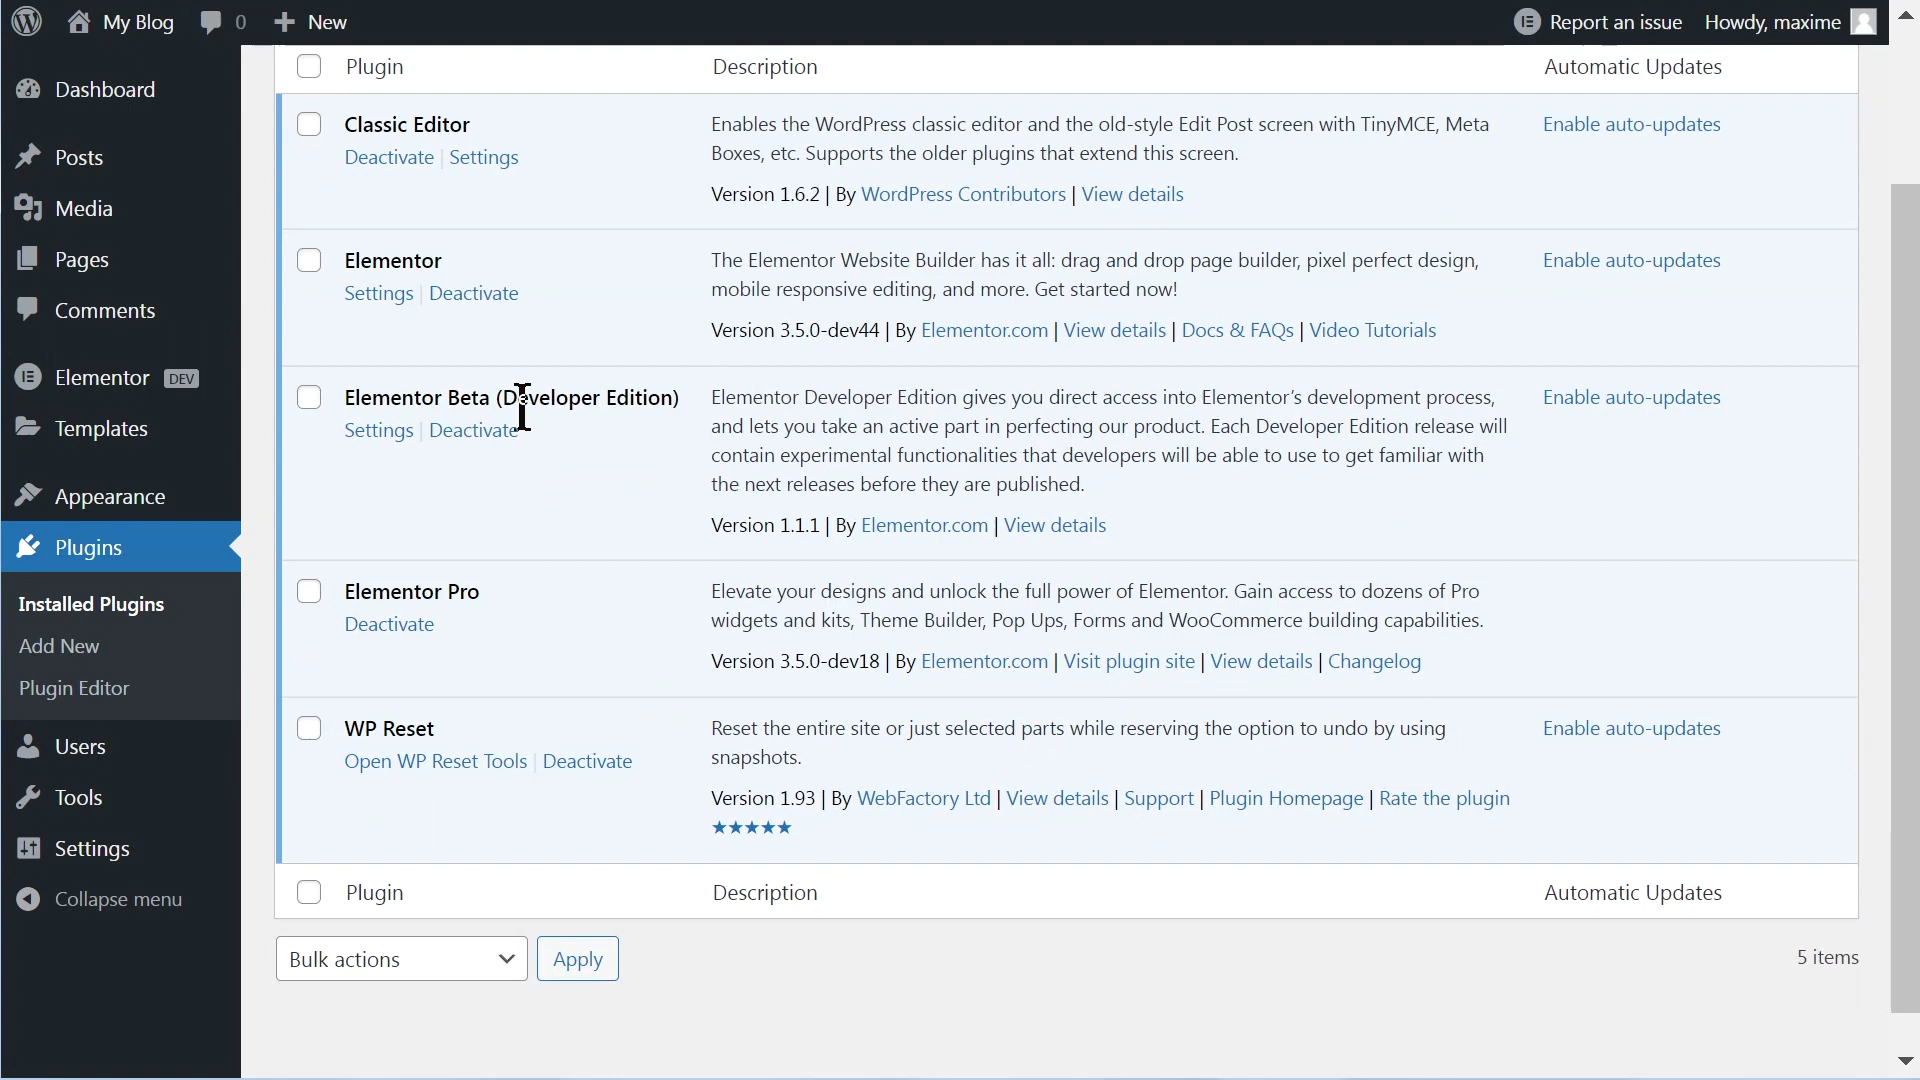 My Blog 0 New Report an issue Howdy, maxime
Dashboard
Posts
Media
Pages
Comments
Elementor DEV
Templates
Appearance
Plugins
Installed Plugins
Add New
Plugin Editor
Users
Tools
Settings
Collapse menu
Plugin Description Automatic Updates
Classic Editor
Deactivate | Settings
Enables the WordPress classic editor and the old-style Edit Post screen with TinyMCE, Meta
Boxes, etc. Supports the older plugins that extend this screen.
Version 1.6.2 | By WordPress Contributors | View details
Enable auto-updates
Elementor
Settings | Deactivate
The Elementor Website Builder has it all: drag and drop page builder, pixel perfect design,
mobile responsive editing, and more. Get started now!
Version 3.5.0-dev44 | By Elementor.com | View details | Docs & FAQs | Video Tutorials
Enable auto-updates
Elementor Beta (Developer Edition)
Settings | Deactivate
Elementor Developer Edition gives you direct access into Elementor's development process,
and lets you take an active part in perfecting our product. Each Developer Edition release will
contain experimental functionalities that developers will be able to use to get familiar with
the next releases before they are published.
Version 1.1.1 | By Elementor.com | View details
Enable auto-updates
Elementor Pro
Deactivate
Elevate your designs and unlock the full power of Elementor. Gain access to dozens of Pro
widgets and kits, Theme Builder, Pop Ups, Forms and WooCommerce building capabilities.
Version 3.5.0-dev18 | By Elementor.com | Visit plugin site | View details | Changelog
WP Reset
Open WP Reset Tools | Deactivate
Reset the entire site or just selected parts while reserving the option to undo by using
snapshots.
Version 1.93 | By WebFactory Ltd | View details | Support | Plugin Homepage | Rate the plugin
★★★★★
Enable auto-updates
Plugin Description Automatic Updates
Bulk actions Apply 5 items